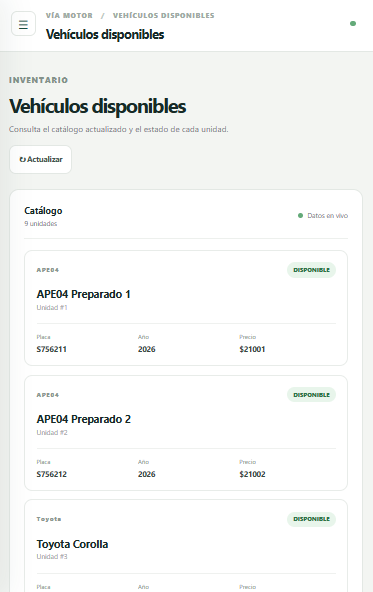 VÍA MOTOR / VEHÍCULOS DISPONIBLES
Vehículos disponibles
INVENTARIO
Vehículos disponibles
Consulta el catálogo actualizado y el estado de cada unidad.
↻ Actualizar
Catálogo
9 unidades
Datos en vivo
APE04
DISPONIBLE
APE04 Preparado 1
Unidad #1
Placa Año Precio
S756211 2026 $21001
APE04
DISPONIBLE
APE04 Preparado 2
Unidad #2
Placa Año Precio
S756212 2026 $21002
Toyota
DISPONIBLE
Toyota Corolla
Unidad #3
Placa Año Precio